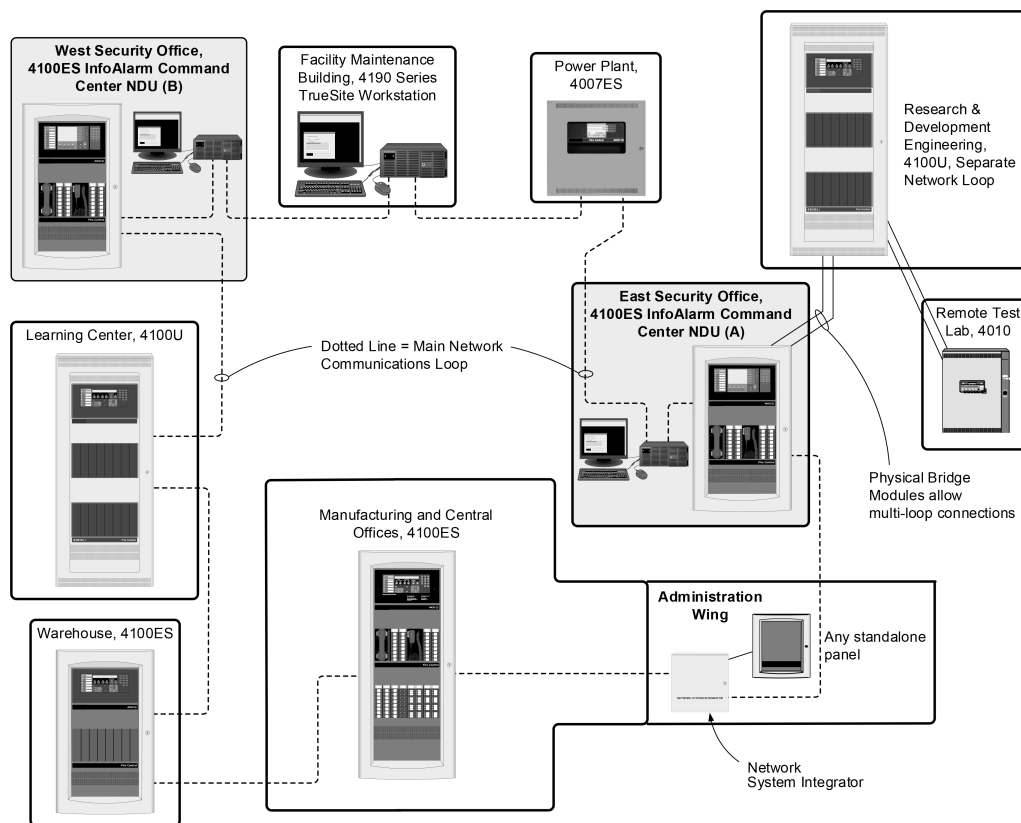 West Security Office,
4100ES InfoAlarm Command
Center NDU (B)
Facility Maintenance
Building, 4190 Series
TrueSite Workstation
Power Plant,
4007ES
Research &
Development
Engineering,
4100U, Separate
Network Loop
East Security Office,
4100ES InfoAlarm Command
Center NDU (A)
Remote Test
Lab, 4010
Learning Center, 4100U
Dotted Line = Main Network
Communications Loop
Physical Bridge
Modules allow
multi-loop connections
Manufacturing and Central
Offices, 4100ES
Administration
Wing
Any standalone
panel
Warehouse, 4100ES
NETWORK SYSTEM INTEGRATOR
Network
System Integrator